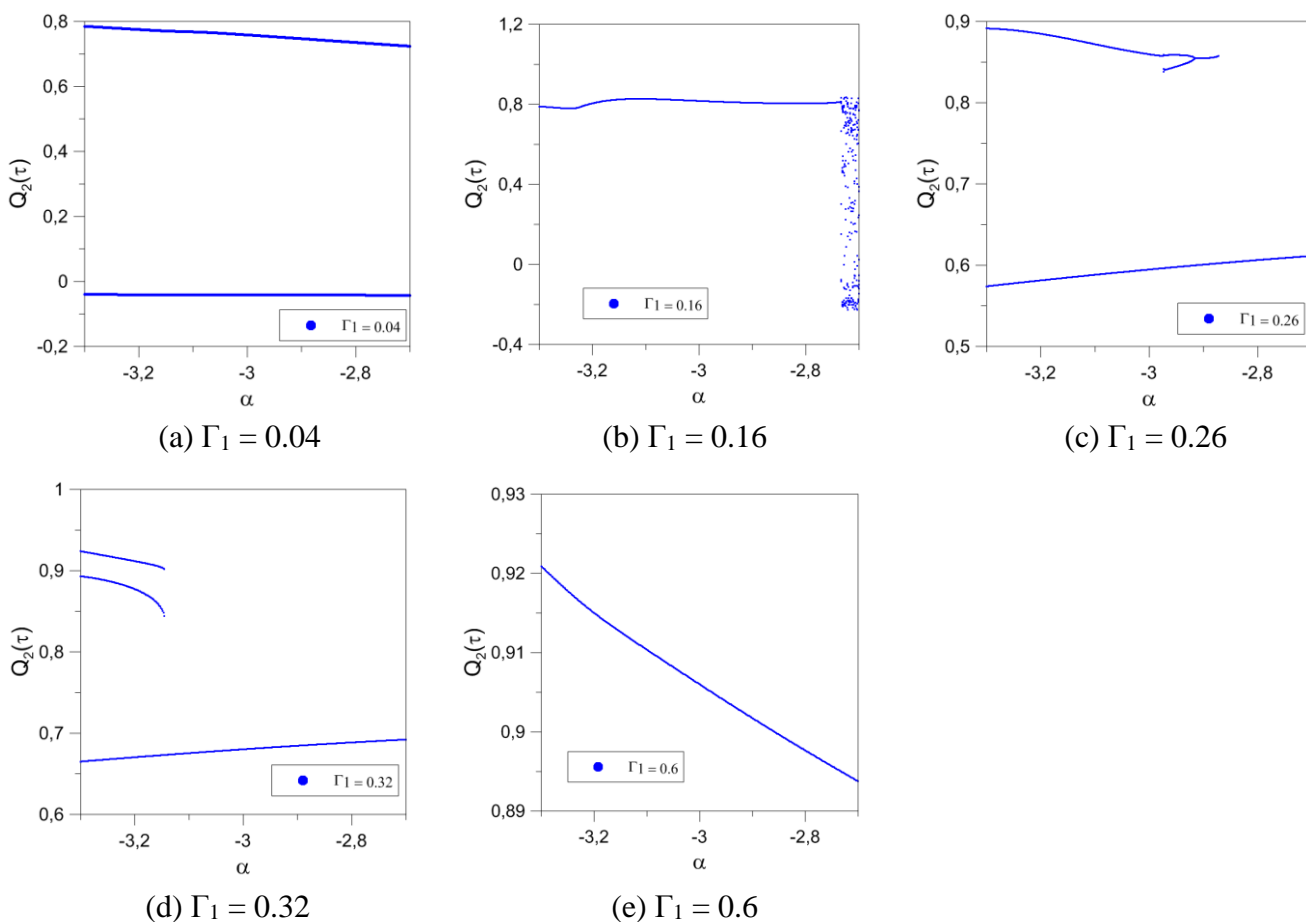 0,8
0,6
0,4
0,2
0
-0,2
Q₂(τ)
-3,2 -3 -2,8
α
Γ1 = 0.04
(a) Γ₁ = 0.04
1,2
0,8
0,4
0
-0,4
Q₂(τ)
-3,2 -3 -2,8
α
Γ1 = 0.16
(b) Γ₁ = 0.16
0,9
0,8
0,7
0,6
0,5
Q₂(τ)
-3,2 -3 -2,8
α
Γ1 = 0.26
(c) Γ₁ = 0.26
1
0,9
0,8
0,7
0,6
Q₂(τ)
-3,2 -3 -2,8
α
Γ1 = 0.32
(d) Γ₁ = 0.32
0,93
0,92
0,91
0,9
0,89
Q₂(τ)
-3,2 -3 -2,8
α
Γ1 = 0.6
(e) Γ₁ = 0.6